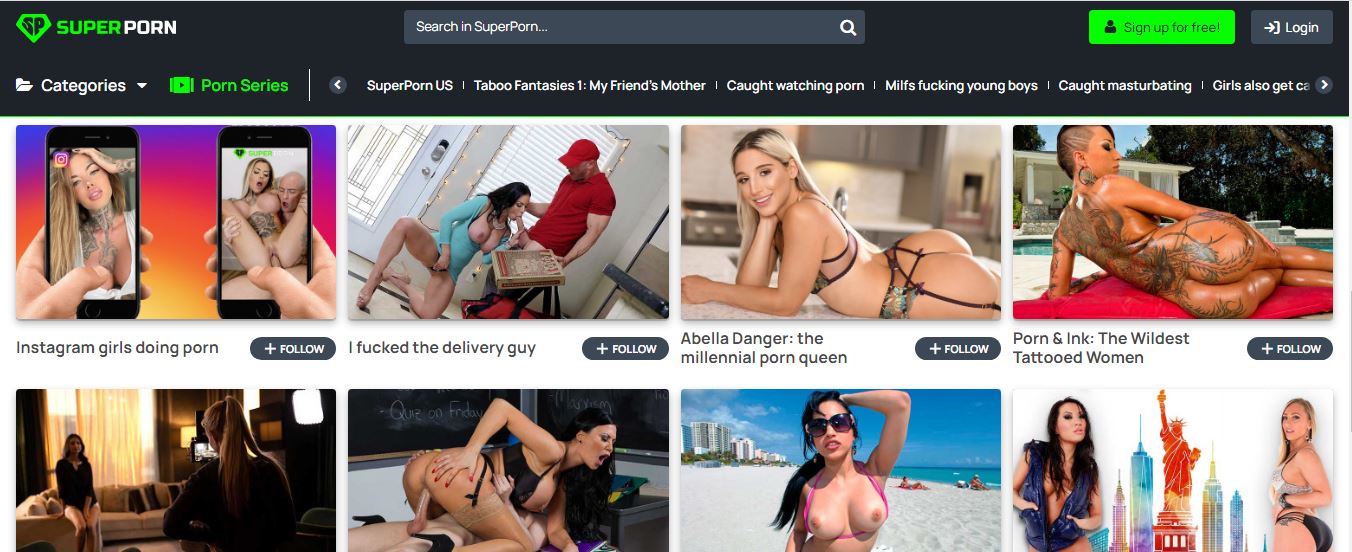 SP SUPERPORN
Search in SuperPorn...
Sign up for free!
Login
Categories
Porn Series
SuperPorn US
Taboo Fantasies 1: My Friend's Mother
Caught watching porn
Milfs fucking young boys
Caught masturbating
Girls also get ca
SUPERPORN
Instagram girls doing porn
+ FOLLOW
I fucked the delivery guy
+ FOLLOW
Abella Danger: the
millennial porn queen
+ FOLLOW
Porn & Ink: The Wildest
Tattooed Women
+ FOLLOW
- Quiz on Friday
Marxism